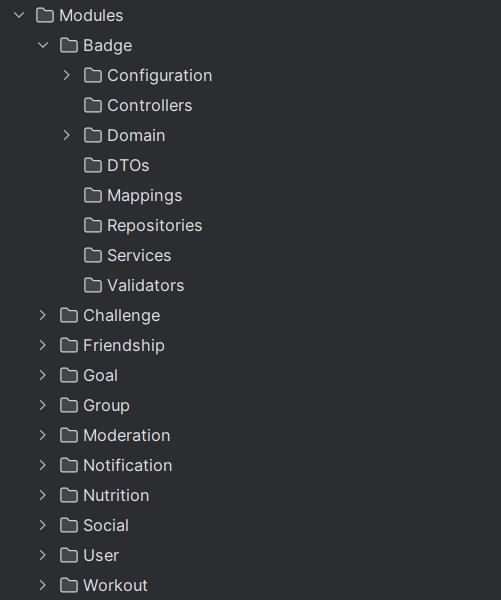 Modules
Badge
Configuration
Controllers
Domain
DTOs
Mappings
Repositories
Services
Validators
Challenge
Friendship
Goal
Group
Moderation
Notification
Nutrition
Social
User
Workout